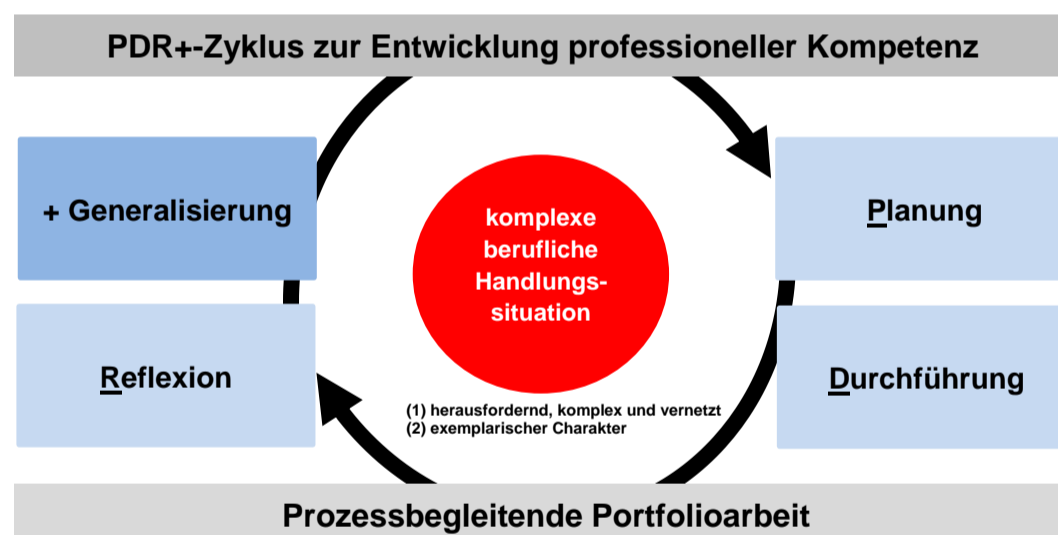 PDR+-Zyklus zur Entwicklung professioneller Kompetenz
+ Generalisierung
komplexe
berufliche
Handlungs-
situation
Planung
Reflexion
Durchführung
(1) herausfordernd, komplex und vernetzt
(2) exemplarischer Charakter
Prozessbegleitende Portfolioarbeit